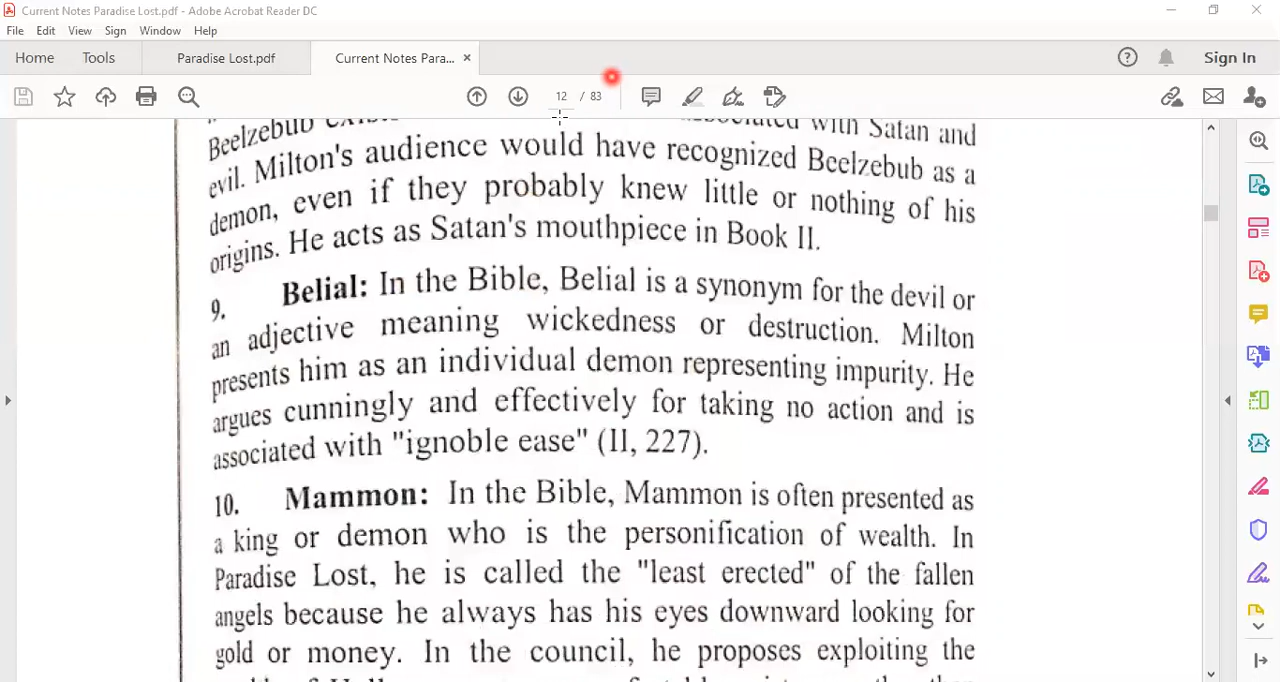 Current Notes Paradise Lost.pdf - Adobe Acrobat Reader DC
File Edit View Sign Window Help
Home Tools Paradise Lost.pdf Current Notes Para... × Sign In
12 / 83
Beelzebub with Satan and
evil. Milton's audience would have recognized Beelzebub as a
demon, even if they probably knew little or nothing of his
origins. He acts as Satan's mouthpiece in Book II.
9. Belial: In the Bible, Belial is a synonym for the devil or
an adjective meaning wickedness or destruction. Milton
presents him as an individual demon representing impurity. He
argues cunningly and effectively for taking no action and is
associated with "ignoble ease" (II, 227).
10. Mammon: In the Bible, Mammon is often presented as
a king or demon who is the personification of wealth. In
Paradise Lost, he is called the "least erected" of the fallen
angels because he always has his eyes downward looking for
gold or money. In the council, he proposes exploiting the